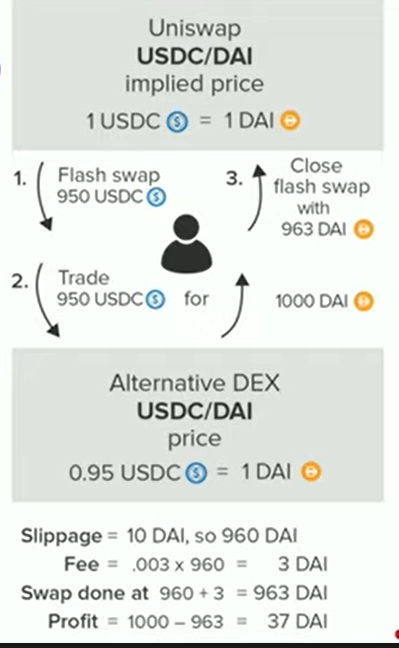 Uniswap
USDC/DAI
implied price
1 USDC = 1 DAI
1. Flash swap
950 USDC
3. Close
flash swap
with
963 DAI
2. Trade
950 USDC for 1000 DAI
Alternative DEX
USDC/DAI
price
0.95 USDC = 1 DAI
Slippage = 10 DAI, so 960 DAI
Fee = .003 x 960 = 3 DAI
Swap done at 960 + 3 = 963 DAI
Profit = 1000 – 963 = 37 DAI